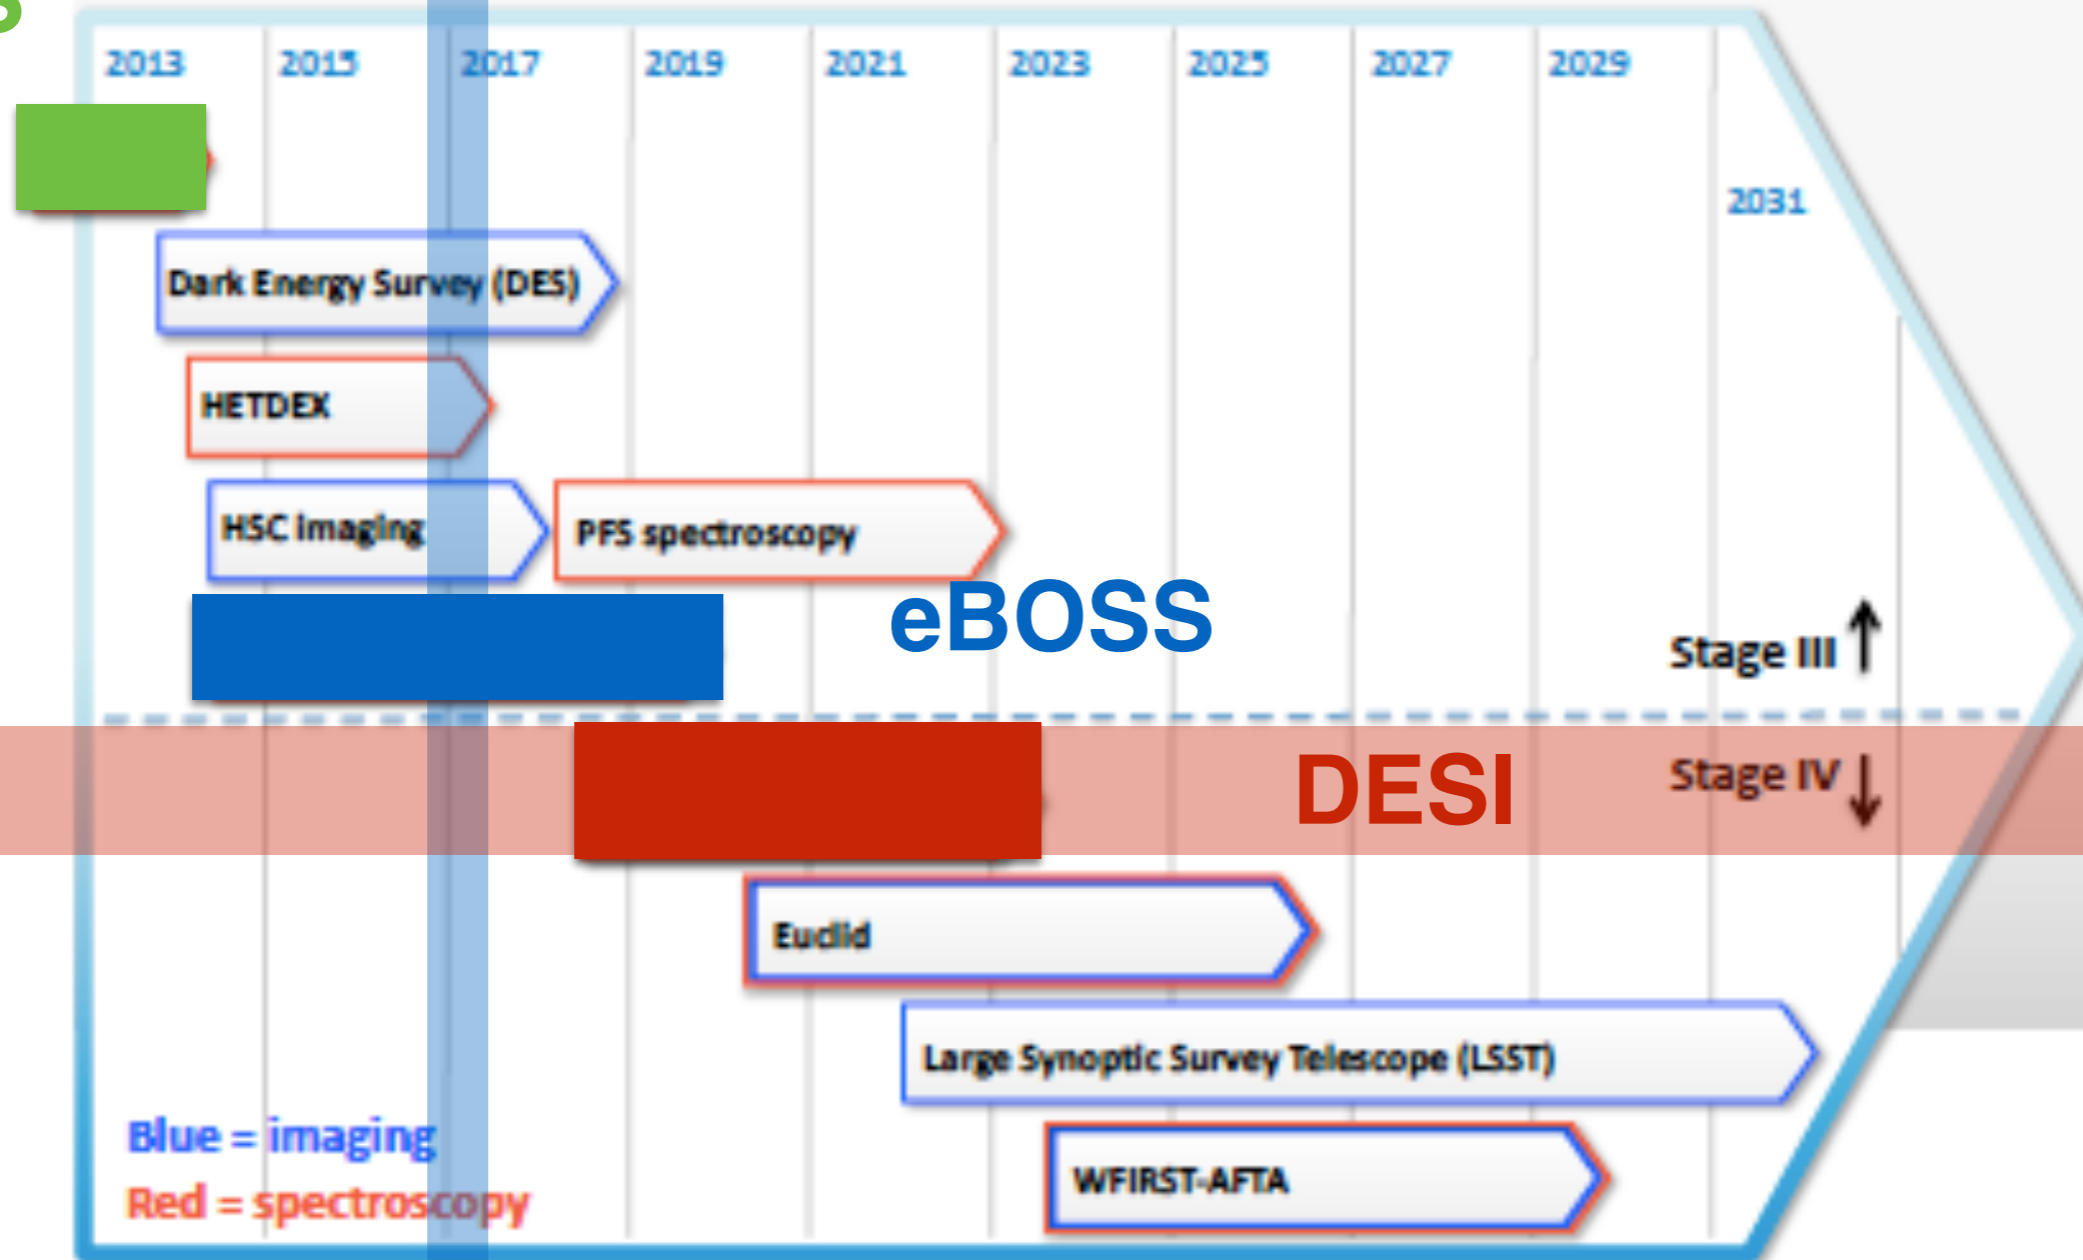 S
2013 2015 2017 2019 2021 2023 2025 2027 2029
2031
Dark Energy Survey (DES)
HETDEX
HSC imaging PFS spectroscopy
eBOSS
Stage III ↑
DESI
Stage IV ↓
Euclid
Large Synoptic Survey Telescope (LSST)
WFIRST-AFTA
Blue = imaging
Red = spectroscopy